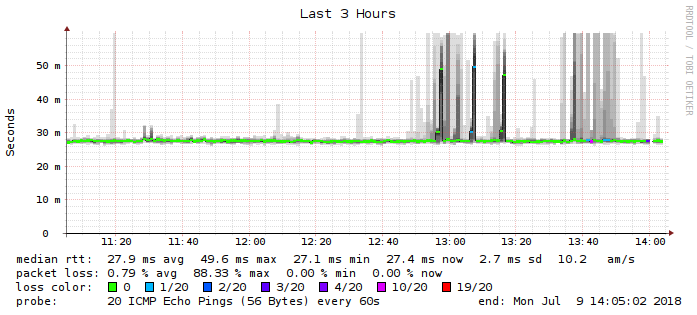 Last 3 Hours
RRDTOOL / TOBI OETIKER
Seconds
50 m
40 m
30 m
20 m
10 m
0
11:20 11:40 12:00 12:20 12:40 13:00 13:20 13:40 14:00
median rtt: 27.9 ms avg 49.6 ms max 27.1 ms min 27.4 ms now 2.7 ms sd 10.2 am/s
packet loss: 0.79 % avg 88.33 % max 0.00 % min 0.00 % now
loss color: 0 1/20 2/20 3/20 4/20 10/20 19/20
probe: 20 ICMP Echo Pings (56 Bytes) every 60s end: Mon Jul 9 14:05:02 2018